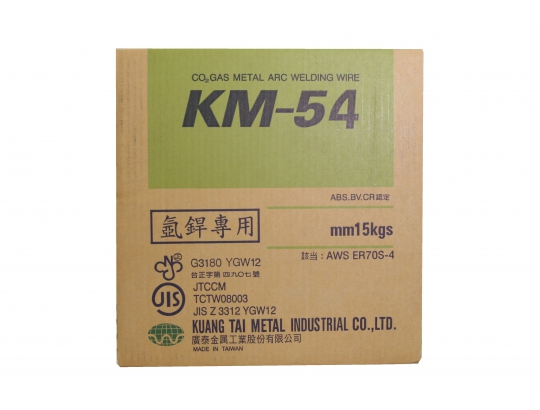 CO₂GAS METAL ARC WELDING WIRE
KM-54
ABS.BV.CR認定
氬銲專用
mm15kgs
該当：AWS ER70S-4
G3180 YGW12
台正字第四九〇七號
JIS
JTCCM
TCTW08003
JIS Z 3312 YGW12
KUANG TAI METAL INDUSTRIAL CO.,LTD.
廣泰金属工業股份有限公司
MADE IN TAIWAN